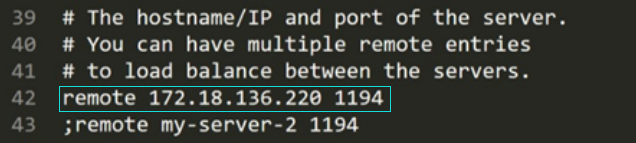 39 # The hostname/IP and port of the server.
40 # You can have multiple remote entries
41 # to load balance between the servers.
42 remote 172.18.136.220 1194
43 ;remote my-server-2 1194